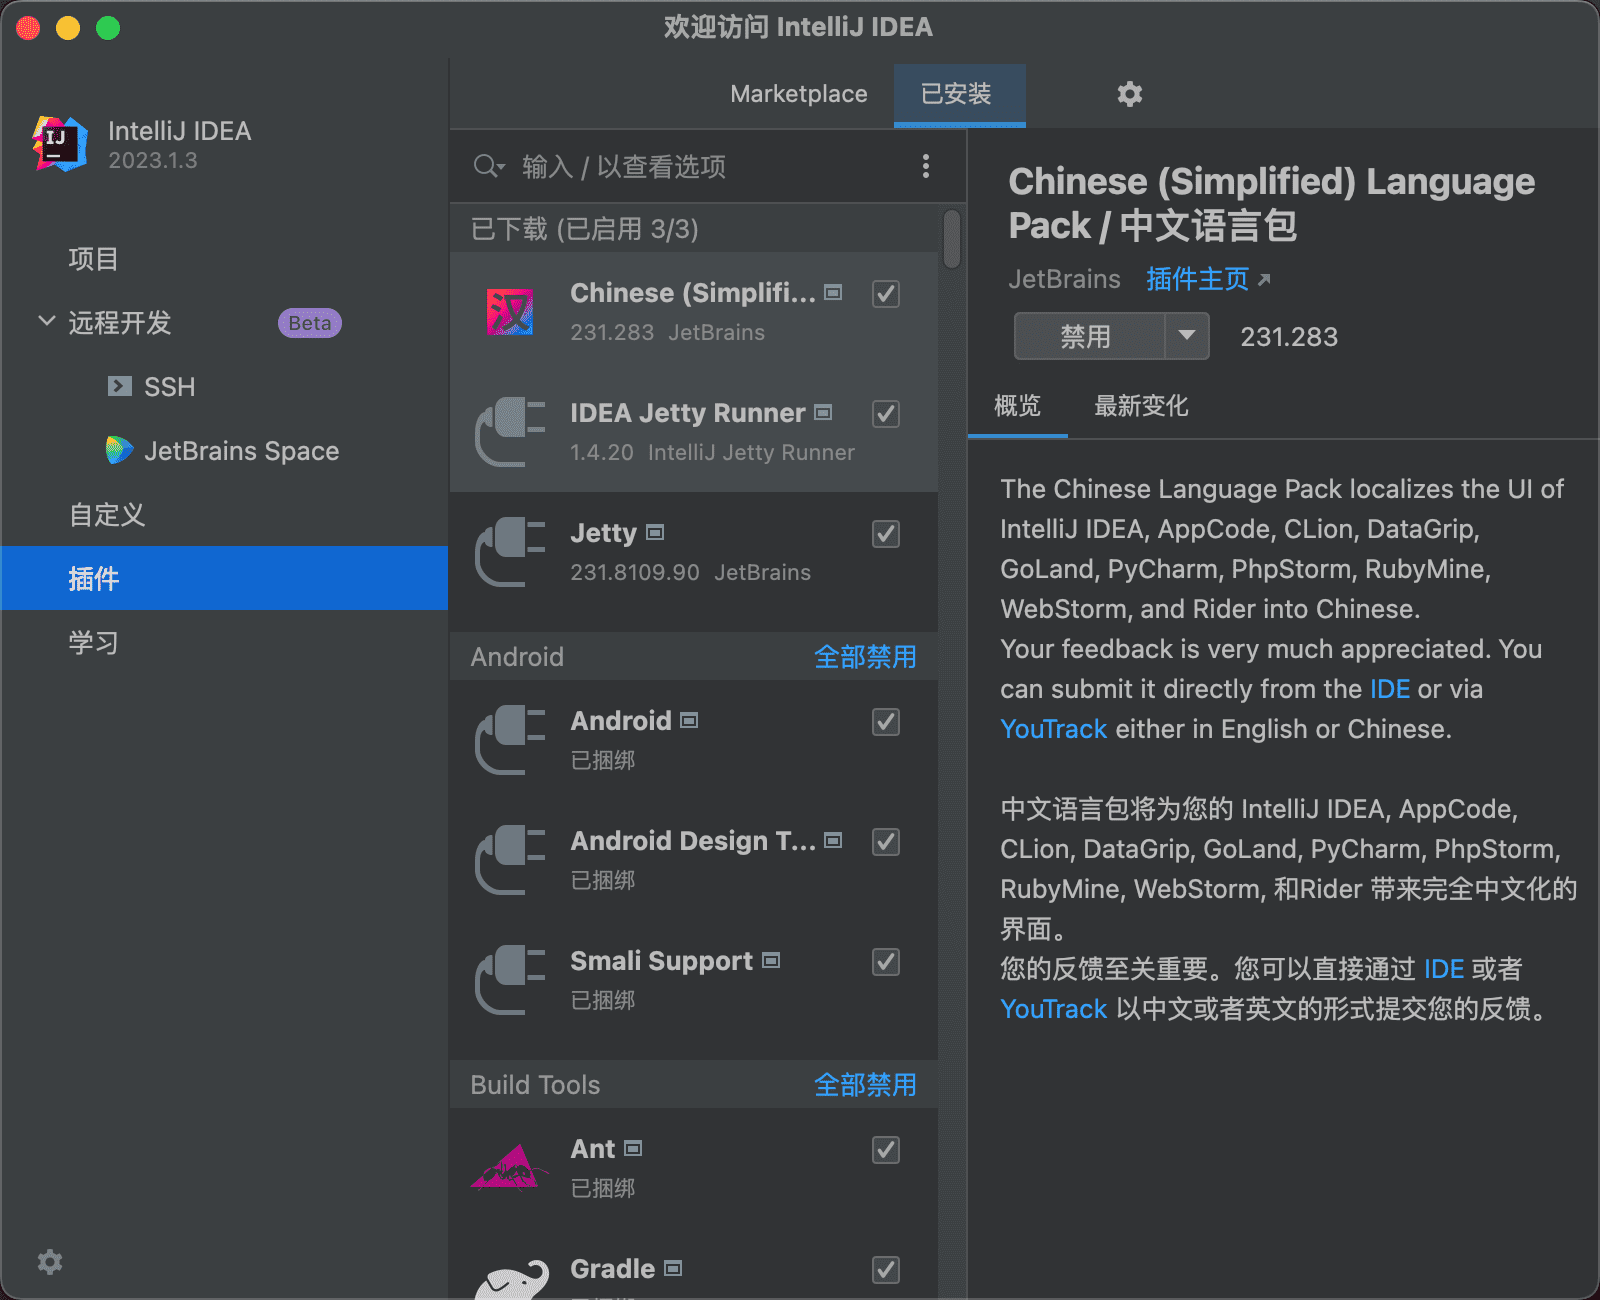 欢迎访问 IntelliJ IDEA
IntelliJ IDEA
2023.1.3
项目
远程开发 Beta
SSH
JetBrains Space
自定义
插件
学习
Marketplace 已安装
输入 / 以查看选项
已下载 (已启用 3/3)
Chinese (Simplifi...
231.283 JetBrains
IDEA Jetty Runner
1.4.20 IntelliJ Jetty Runner
Jetty
231.8109.90 JetBrains
Android 全部禁用
Android
已捆绑
Android Design T...
已捆绑
Smali Support
已捆绑
Build Tools 全部禁用
Ant
已捆绑
Gradle
Chinese (Simplified) Language
Pack / 中文语言包
JetBrains 插件主页
禁用 231.283
概览 最新变化
The Chinese Language Pack localizes the UI of
IntelliJ IDEA, AppCode, CLion, DataGrip,
GoLand, PyCharm, PhpStorm, RubyMine,
WebStorm, and Rider into Chinese.
Your feedback is very much appreciated. You
can submit it directly from the IDE or via
YouTrack either in English or Chinese.
中文语言包将为您的 IntelliJ IDEA, AppCode,
CLion, DataGrip, GoLand, PyCharm, PhpStorm,
RubyMine, WebStorm, 和Rider 带来完全中文化的
界面。
您的反馈至关重要。您可以直接通过 IDE 或者
YouTrack 以中文或者英文的形式提交您的反馈。